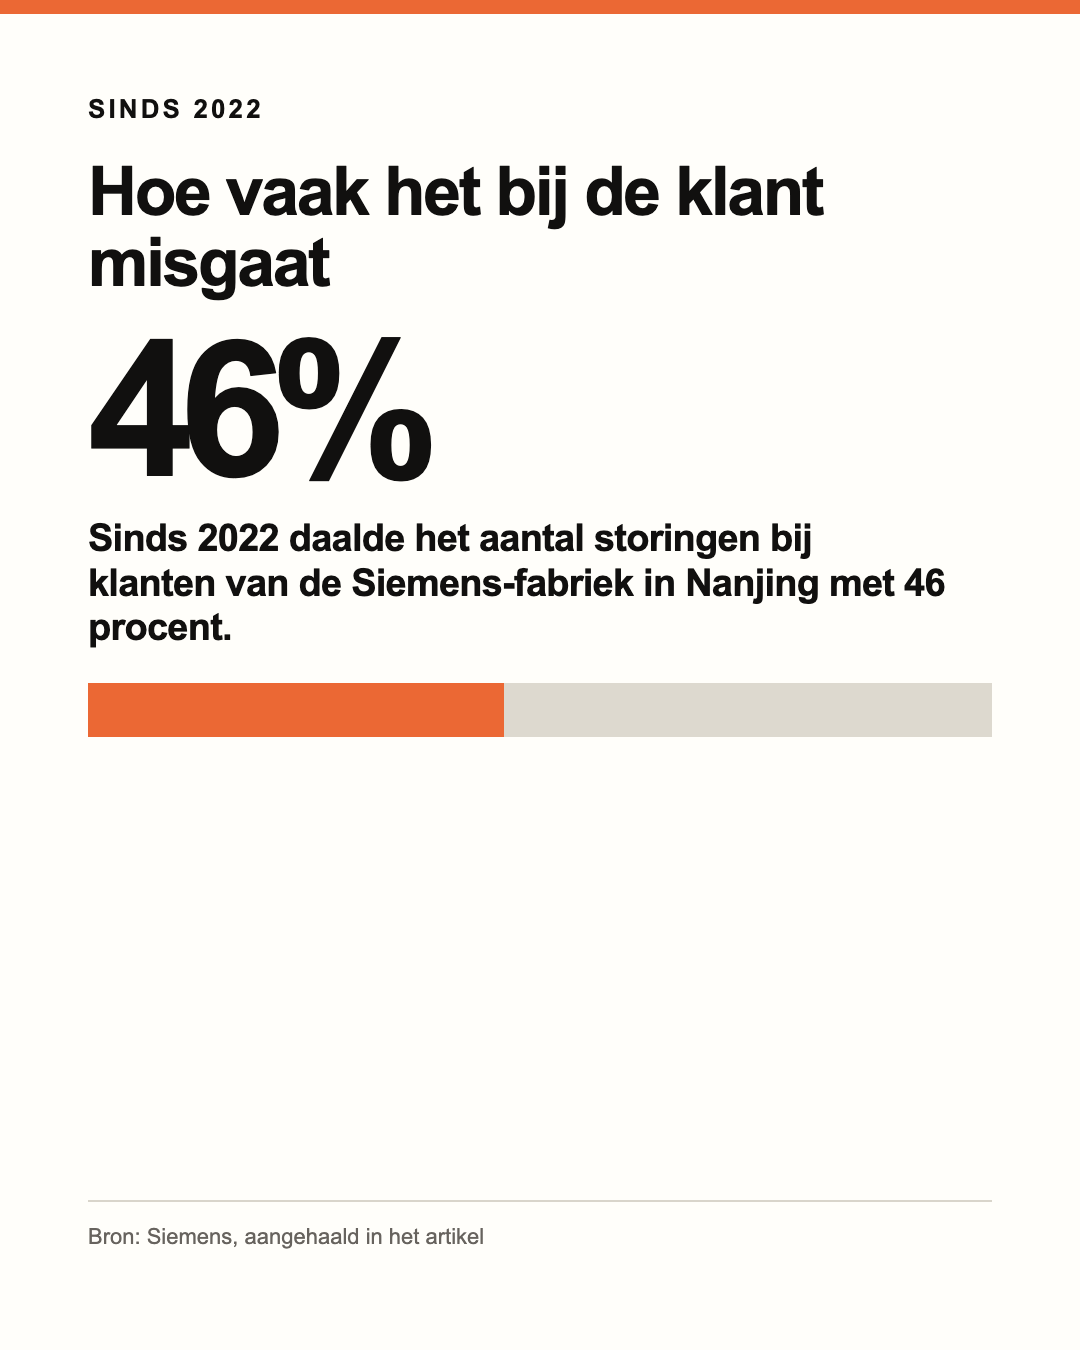 SINDS 2022
Hoe vaak het bij de klant
misgaat
46%
Sinds 2022 daalde het aantal storingen bij
klanten van de Siemens-fabriek in Nanjing met 46
procent.
Bron: Siemens, aangehaald in het artikel